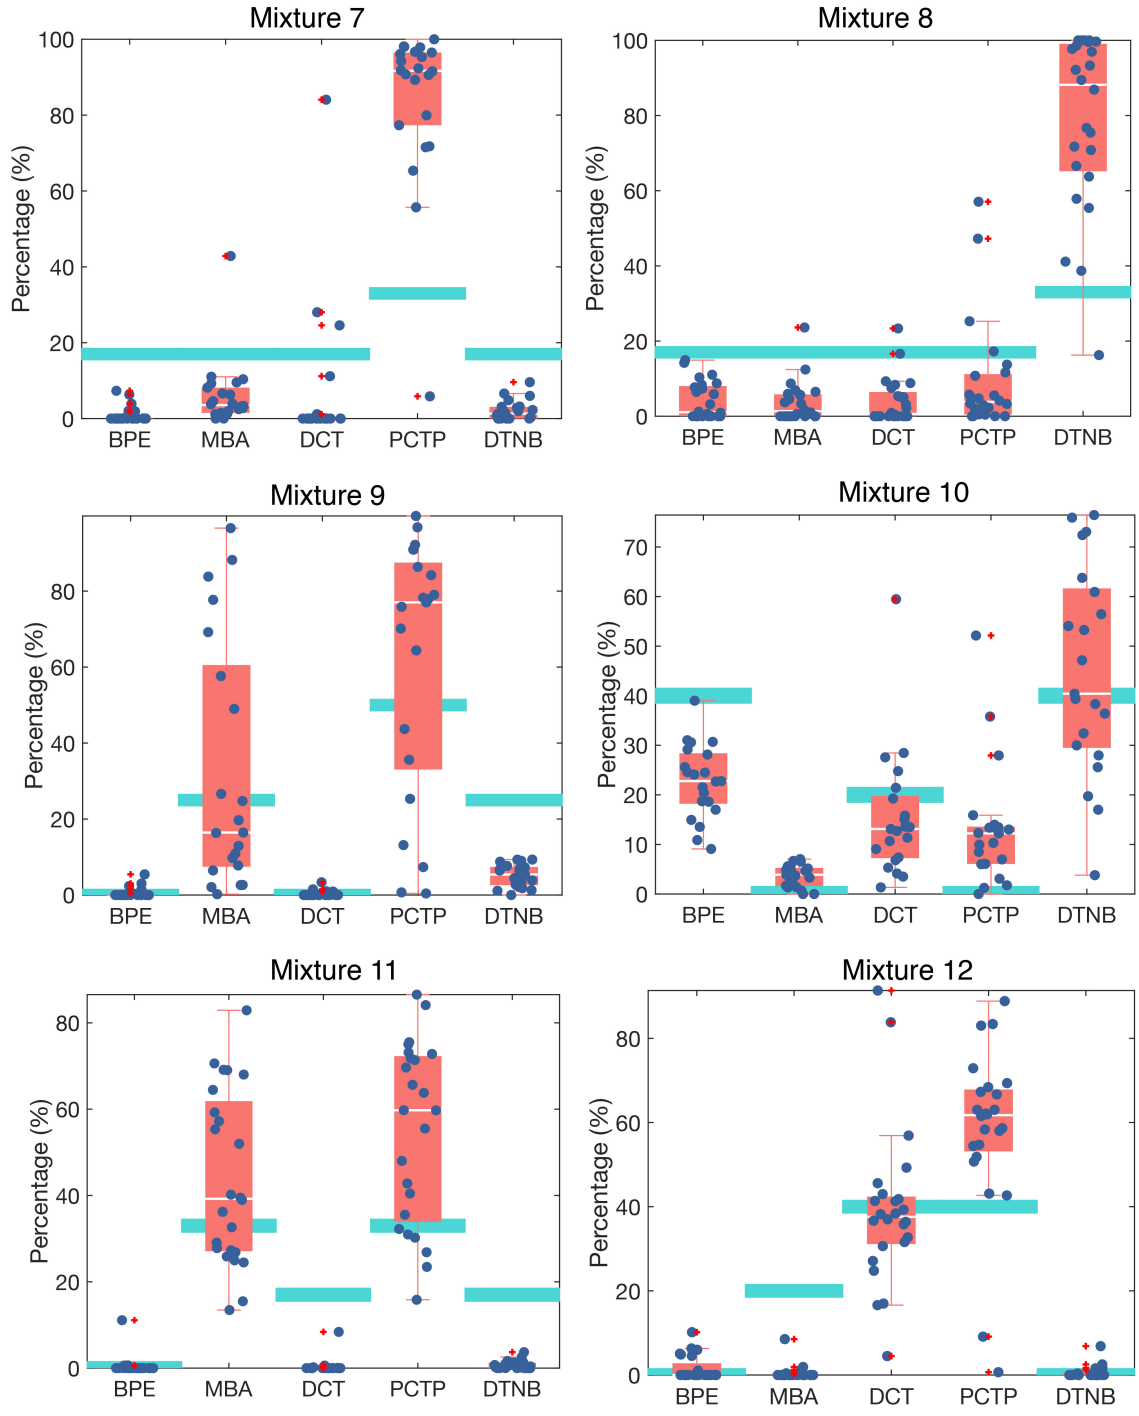 Mixture 7
Percentage (%)
100
80
60
40
20
0
BPE MBA DCT PCTP DTNB
Mixture 8
Percentage (%)
100
80
60
40
20
0
BPE MBA DCT PCTP DTNB
Mixture 9
Percentage (%)
80
60
40
20
0
BPE MBA DCT PCTP DTNB
Mixture 10
Percentage (%)
70
60
50
40
30
20
10
0
BPE MBA DCT PCTP DTNB
Mixture 11
Percentage (%)
80
60
40
20
0
BPE MBA DCT PCTP DTNB
Mixture 12
Percentage (%)
80
60
40
20
0
BPE MBA DCT PCTP DTNB